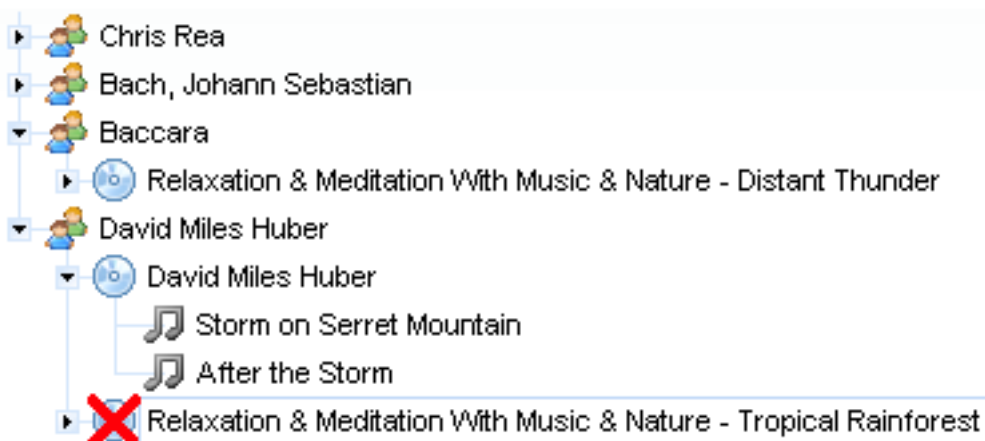 Chris Rea
Bach, Johann Sebastian
Baccara
Relaxation & Meditation With Music & Nature - Distant Thunder
David Miles Huber
David Miles Huber
Storm on Serret Mountain
After the Storm
Relaxation & Meditation With Music & Nature - Tropical Rainforest